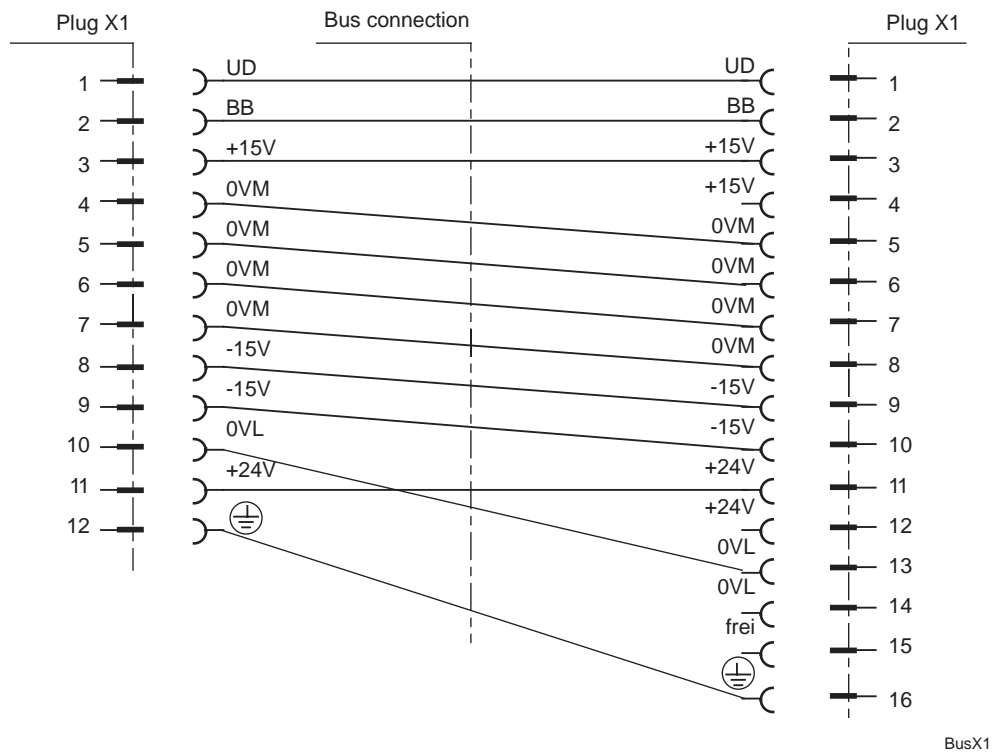 Plug X1 Bus connection Plug X1
1 UD UD 1
2 BB BB 2
3 +15V +15V 3
4 0VM +15V 4
5 0VM 0VM 5
6 0VM 0VM 6
7 0VM 0VM 7
8 -15V 0VM 8
9 -15V -15V 9
10 0VL -15V 10
11 +24V +24V 11
12 +24V 12
0VL 13
0VL 14
frei 15
16
BusX1